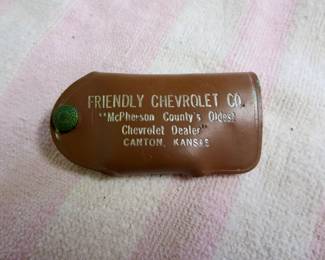 FRIENDLY CHEVROLET CO.
"McPherson County's Oldest
Chevrolet Dealer"
CANTON, KANSAS